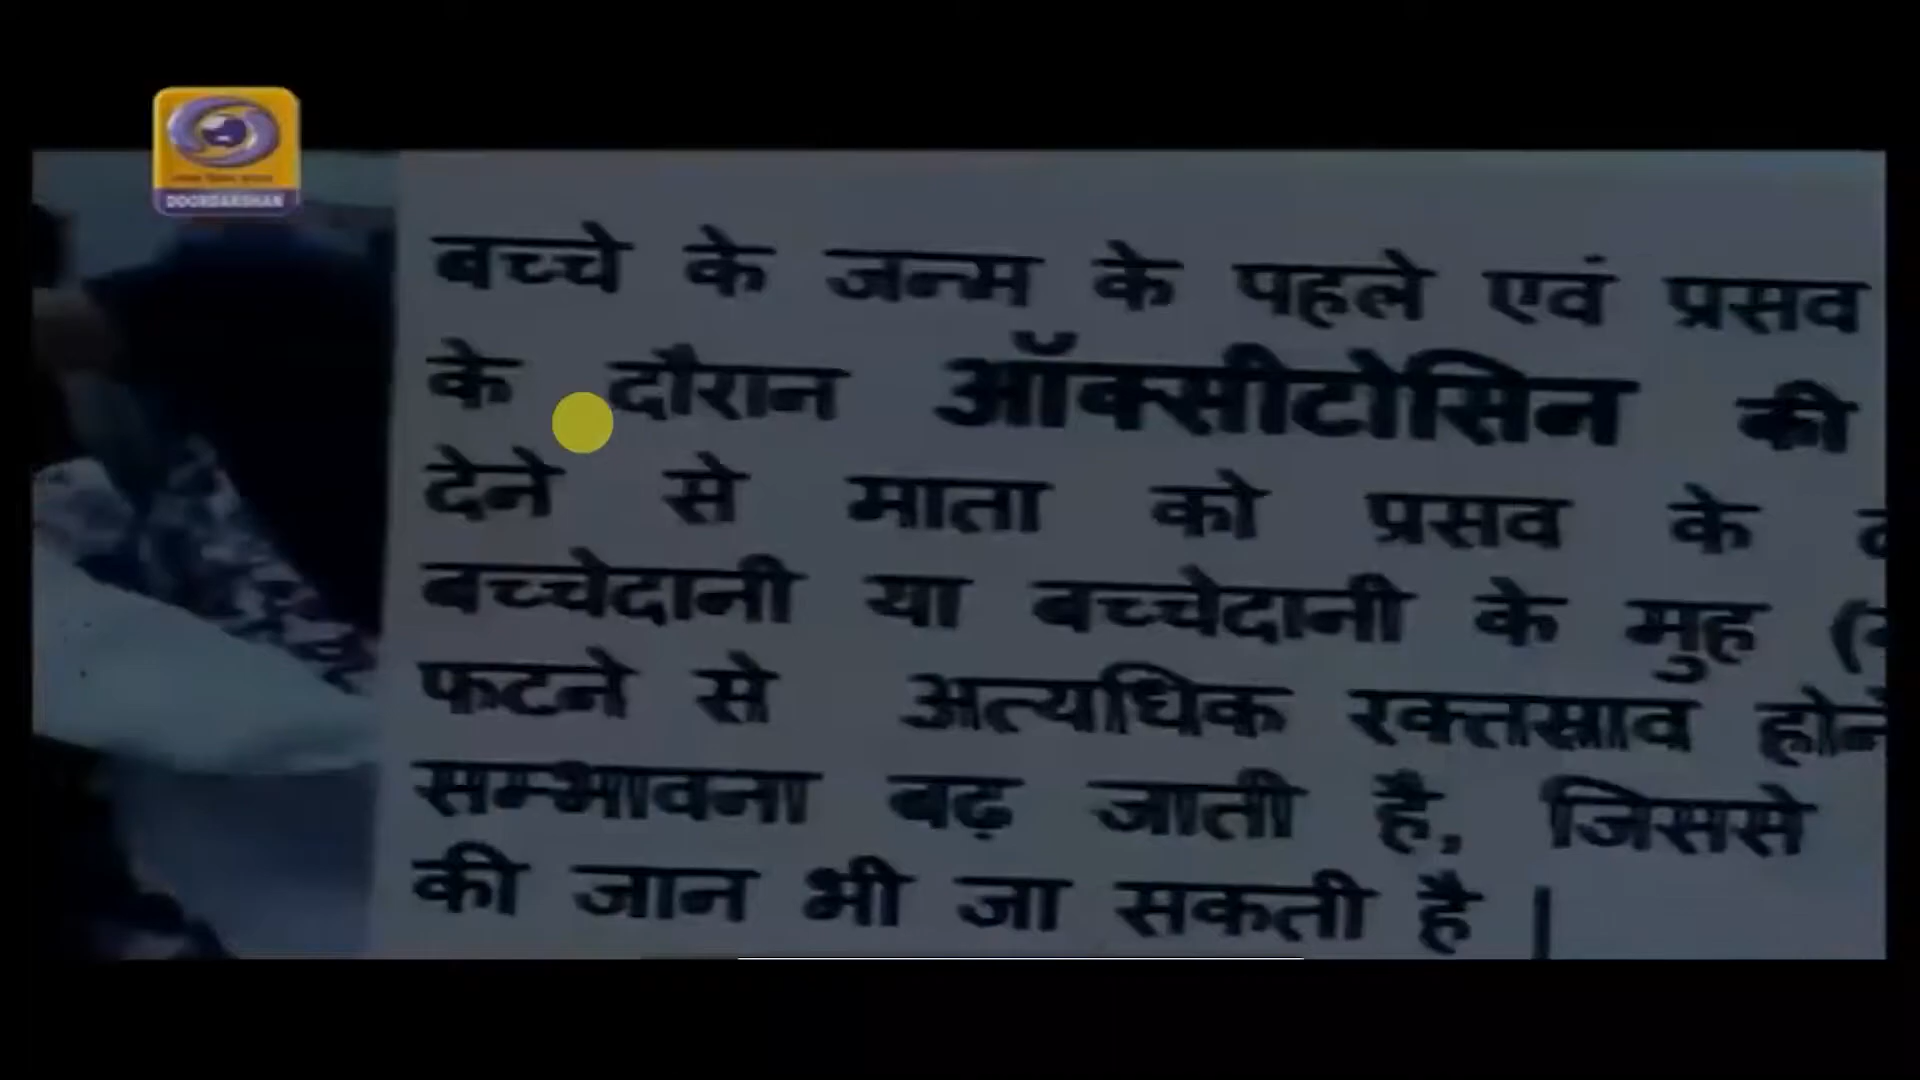 DOORDARSHAN
बच्चे के जन्म के पहले एवं प्रसव
के दौरान ऑक्सीटोसिन की
देने से माता को प्रसव के
बच्चेदानी या बच्चेदानी के मुह (
फटने से अत्यधिक रक्तस्राव होने
सम्भावना बढ़ जाती है, जिससे
की जान भी जा सकती है |